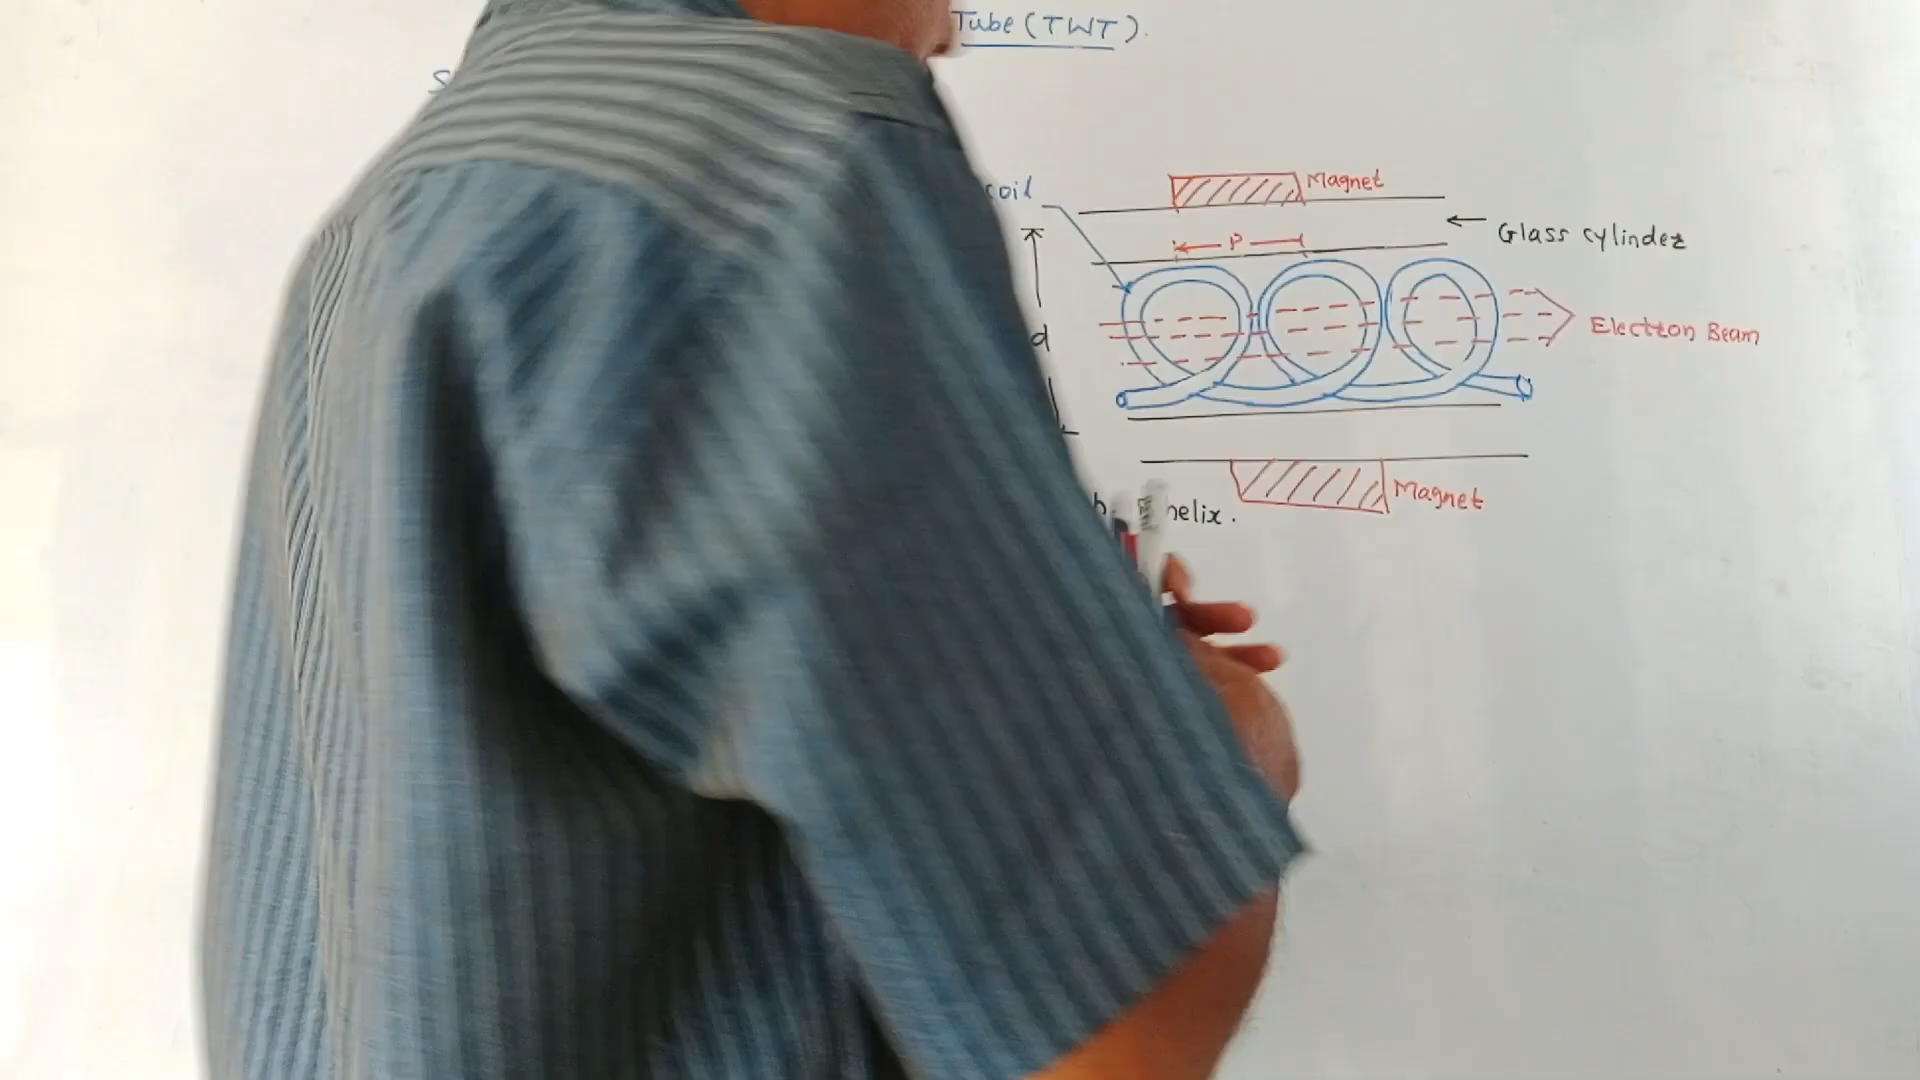 Tube (TWT).
Magnet
coil
P
Glass cylinder
d
Electron Beam
Magnet
helix.